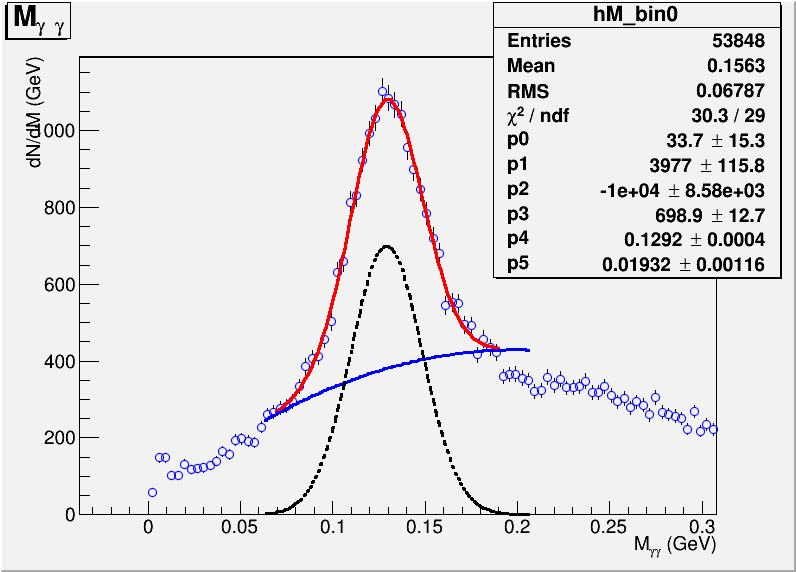 M γ γ
hM_bin0
Entries 53848
Mean 0.1563
RMS 0.06787
χ² / ndf 30.3 / 29
p0 33.7 ± 15.3
p1 3977 ± 115.8
p2 -1e+04 ± 8.58e+03
p3 698.9 ± 12.7
p4 0.1292 ± 0.0004
p5 0.01932 ± 0.00116
dN/dM (GeV)
1000
800
600
400
200
0
0 0.05 0.1 0.15 0.2 0.25 0.3
Mγγ (GeV)